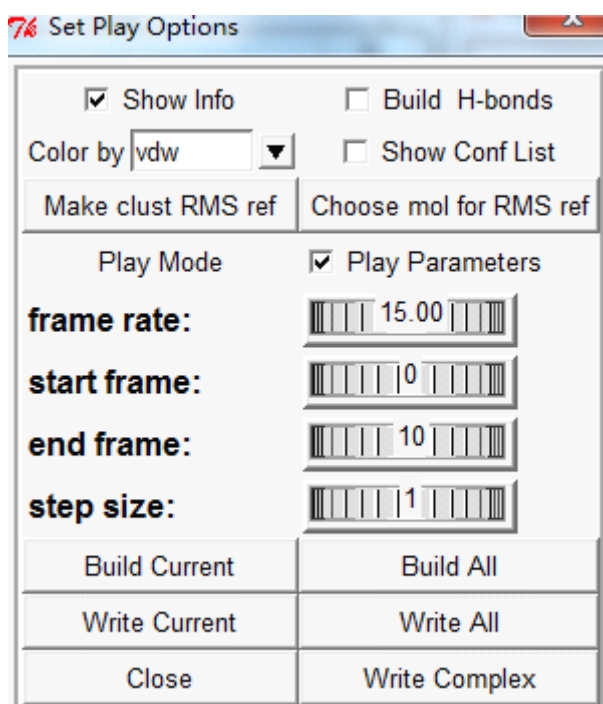 Set Play Options
Show Info Build H-bonds
Color by vdw Show Conf List
Make clust RMS ref Choose mol for RMS ref
Play Mode Play Parameters
frame rate: 15.00
start frame: 0
end frame: 10
step size: 1
Build Current Build All
Write Current Write All
Close Write Complex